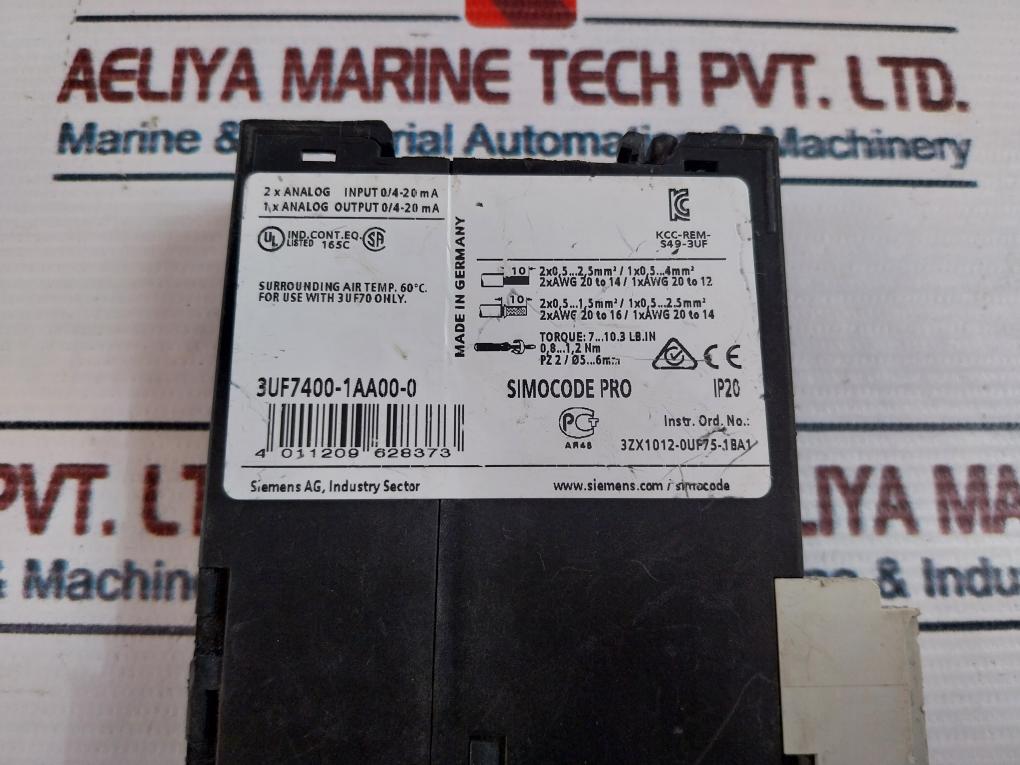 AELIYA MARINE TECH PVT. LTD.
Marine & Industrial Automation & Machinery
2 x ANALOG INPUT 0/4-20 mA
1 x ANALOG OUTPUT 0/4-20 mA
UL IND.CONT.EQ. SA
LISTED 165C
SURROUNDING AIR TEMP. 60°C.
FOR USE WITH 3UF70 ONLY.
MADE IN GERMANY
KCC-REM-
S49-3UF
10 2x0,5...2,5mm² / 1x0,5...4mm²
2xAWG 20 to 14 / 1xAWG 20 to 12
10 2x0,5...1,5mm² / 1x0,5...2.5mm²
2xAWG 20 to 16 / 1xAWG 20 to 14
TORQUE: 7...10.3 LB.IN
0,8...1,2 Nm
PZ 2 / Ø5...6mm
CE
3UF7400-1AA00-0
SIMOCODE PRO IP20
4 011209 628373
АЯ46
Instr. Ord. No.:
3ZX1012-0UF75-3BA1
Siemens AG, Industry Sector
www.siemens.com / simocode
PVT. LT
IYA MA
& Machin
& Indu